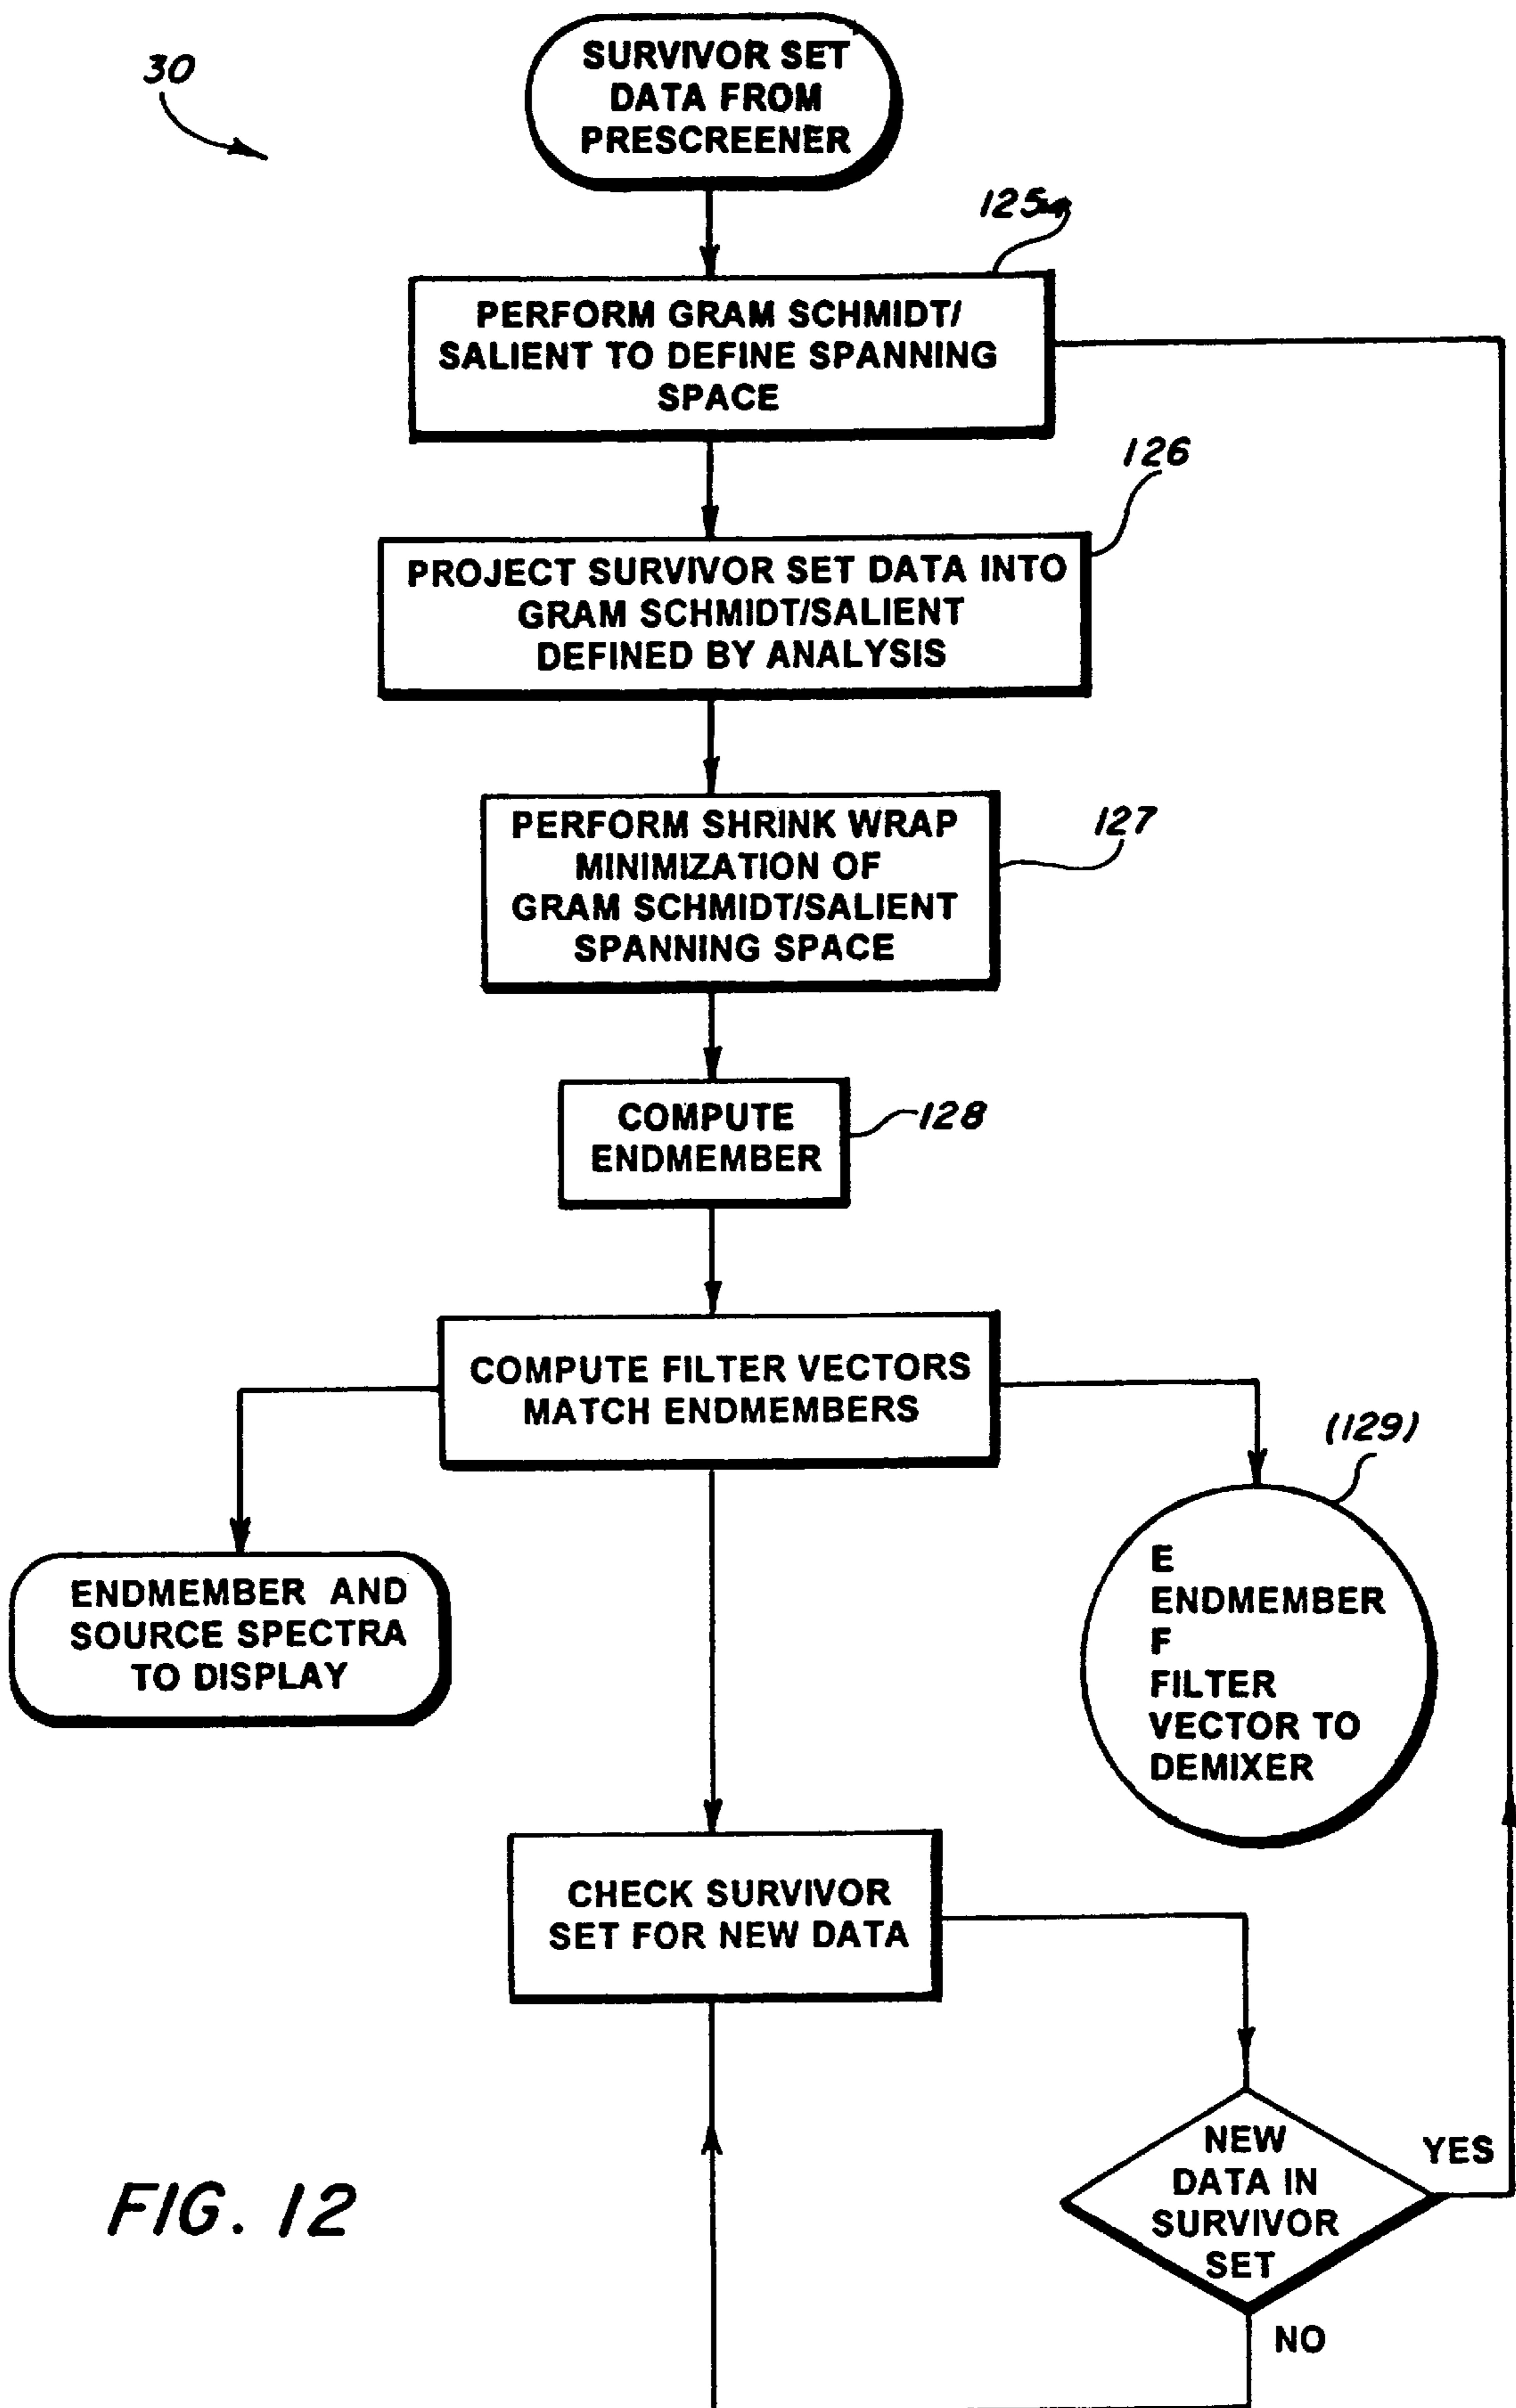 30
SURVIVOR SET
DATA FROM
PRESCREENER
125a
PERFORM GRAM SCHMIDT/
SALIENT TO DEFINE SPANNING
SPACE
126
PROJECT SURVIVOR SET DATA INTO
GRAM SCHMIDT/SALIENT
DEFINED BY ANALYSIS
127
PERFORM SHRINK WRAP
MINIMIZATION OF
GRAM SCHMIDT/SALIENT
SPANNING SPACE
COMPUTE
ENDMEMBER
128
COMPUTE FILTER VECTORS
MATCH ENDMEMBERS
(129)
ENDMEMBER AND
SOURCE SPECTRA
TO DISPLAY
E
ENDMEMBER
F
FILTER
VECTOR TO
DEMIXER
CHECK SURVIVOR
SET FOR NEW DATA
NEW
DATA IN
SURVIVOR
SET
YES
NO
FIG. 12